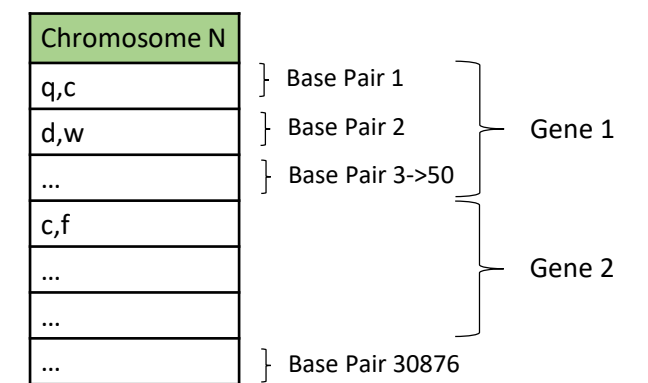 Chromosome N
q,c
Base Pair 1
d,w
Base Pair 2
Gene 1
...
Base Pair 3->50
c,f
...
Gene 2
...
...
Base Pair 30876